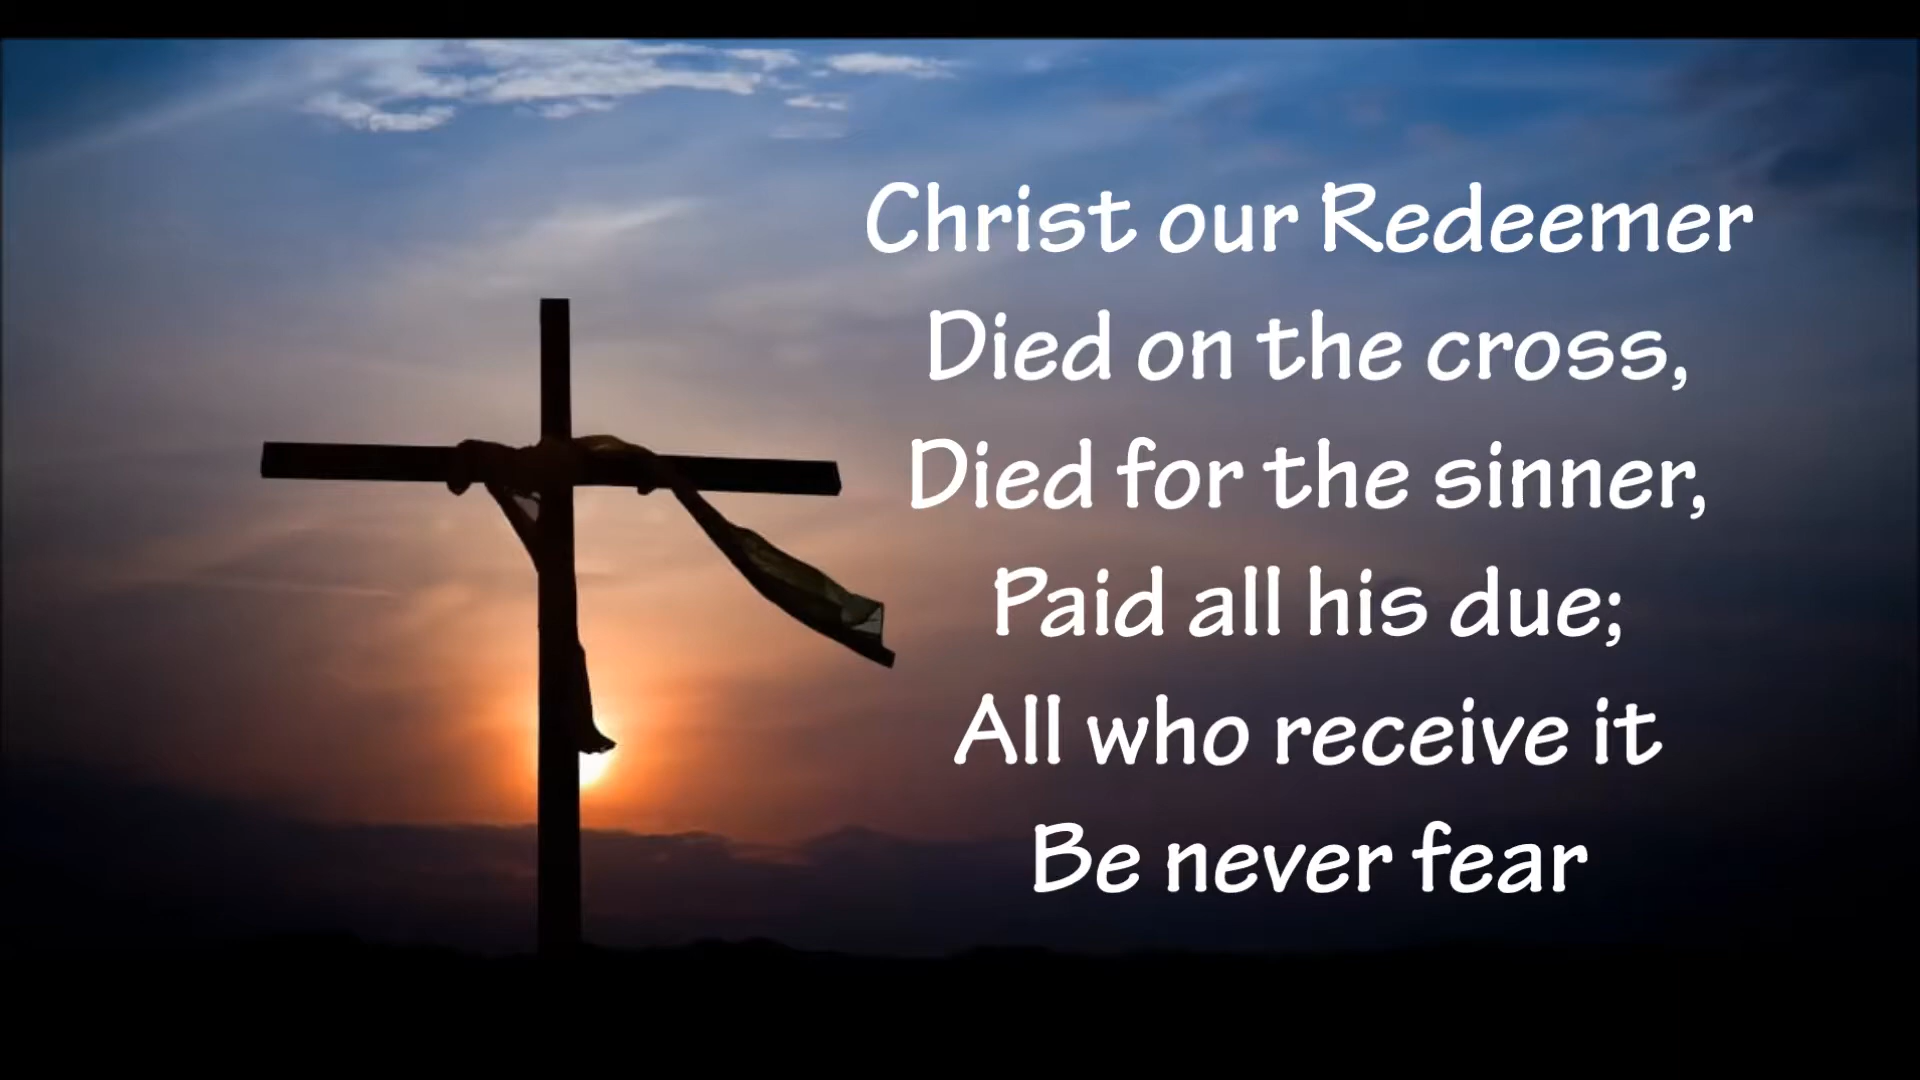 Christ our Redeemer
Died on the cross,
Died for the sinner,
Paid all his due;
All who receive it
Be never fear